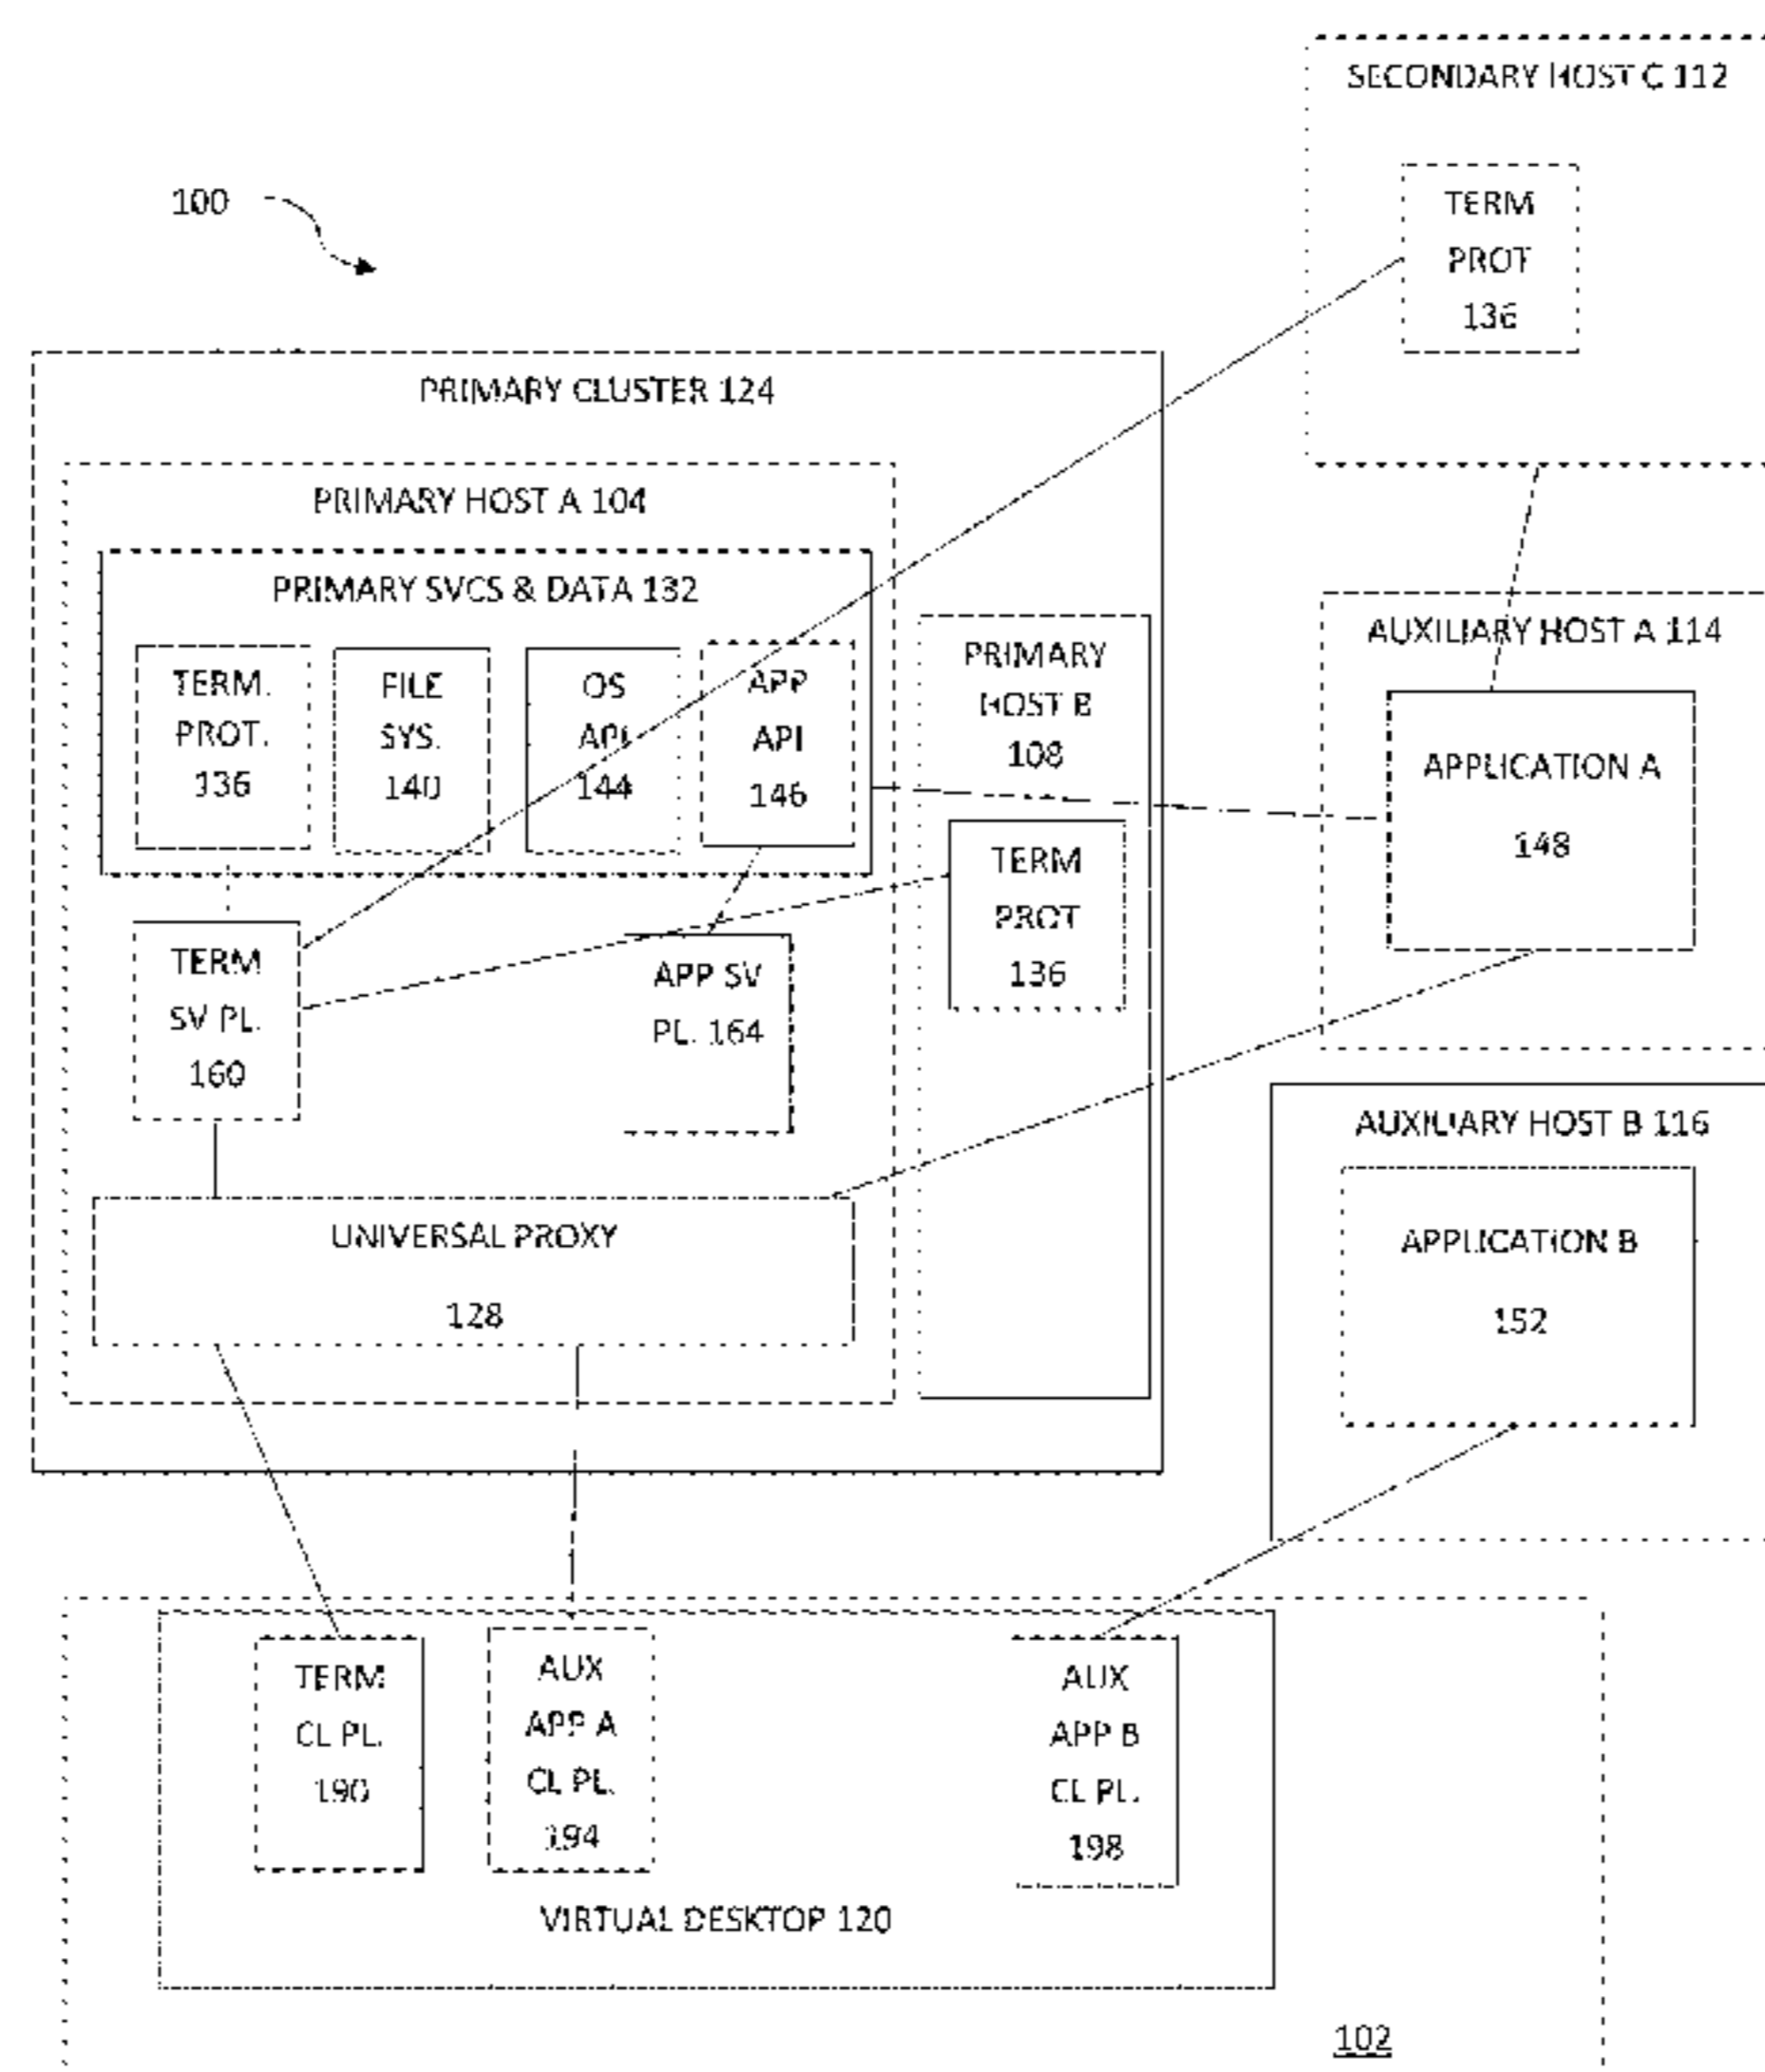 SECONDARY HOST C 112
TERM
PROT
136
100
PRIMARY CLUSTER 124
PRIMARY HOST A 104
PRIMARY SVCS & DATA 132
TERM.
PROT.
136
FILE
SYS.
140
OS
API
144
APP
API
146
PRIMARY
HOST B
108
TERM
PROT
136
AUXILIARY HOST A 114
APPLICATION A
148
TERM
SV PL.
160
APP SV
PL. 164
AUXILIARY HOST B 116
APPLICATION B
152
UNIVERSAL PROXY
128
TERM
CL PL.
190
AUX
APP A
CL PL.
194
AUX
APP B
CL PL.
198
VIRTUAL DESKTOP 120
102